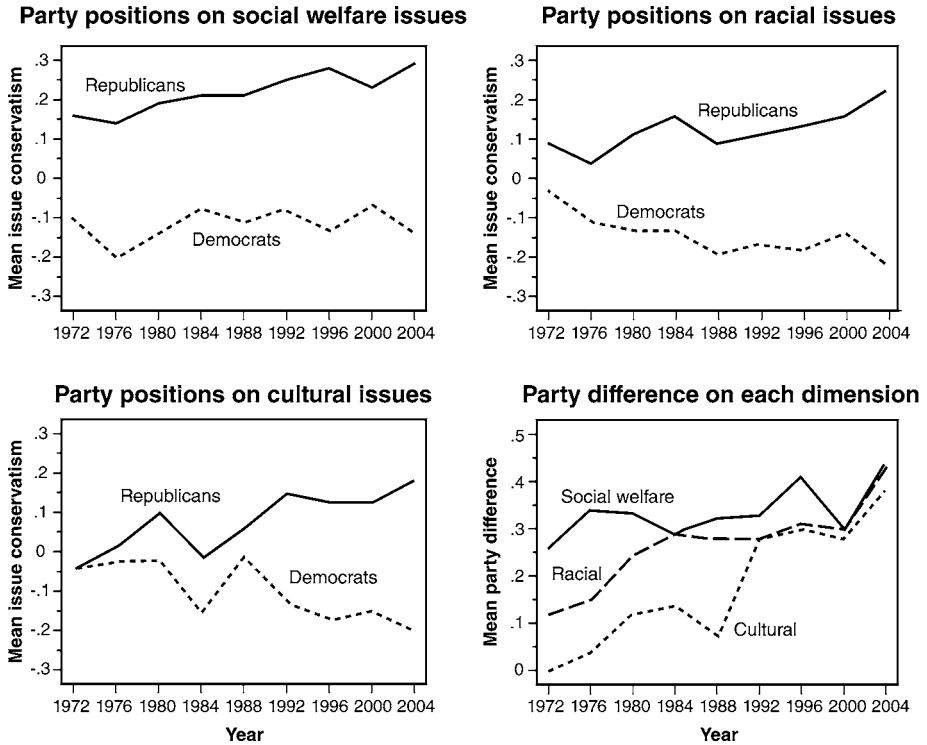 Party positions on social welfare issues
Mean issue conservatism
.3
.2
.1
0
-.1
-.2
-.3
Republicans
Democrats
1972 1976 1980 1984 1988 1992 1996 2000 2004
Party positions on racial issues
Mean issue conservatism
.3
.2
.1
0
-.1
-.2
-.3
Republicans
Democrats
1972 1976 1980 1984 1988 1992 1996 2000 2004
Party positions on cultural issues
Mean issue conservatism
.3
.2
.1
0
-.1
-.2
-.3
Republicans
Democrats
1972 1976 1980 1984 1988 1992 1996 2000 2004
Year
Party difference on each dimension
Mean party difference
.5
.4
.3
.2
.1
0
Social welfare
Racial
Cultural
1972 1976 1980 1984 1988 1992 1996 2000 2004
Year